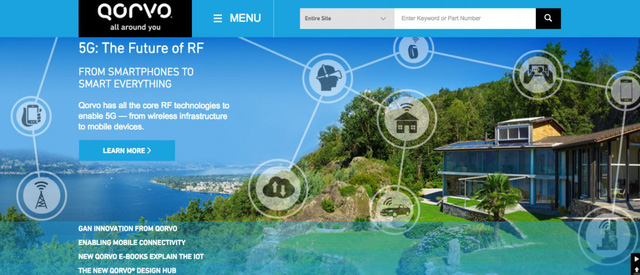 QORVO
all around you
MENU
Entire Site
Enter Keyword or Part Number
5G: The Future of RF
FROM SMARTPHONES TO
SMART EVERYTHING
Qorvo has all the core RF technologies to
enable 5G — from wireless infrastructure
to mobile devices.
LEARN MORE
GAN INNOVATION FROM QORVO
ENABLING MOBILE CONNECTIVITY
NEW QORVO E-BOOKS EXPLAIN THE IOT
THE NEW QORVO® DESIGN HUB